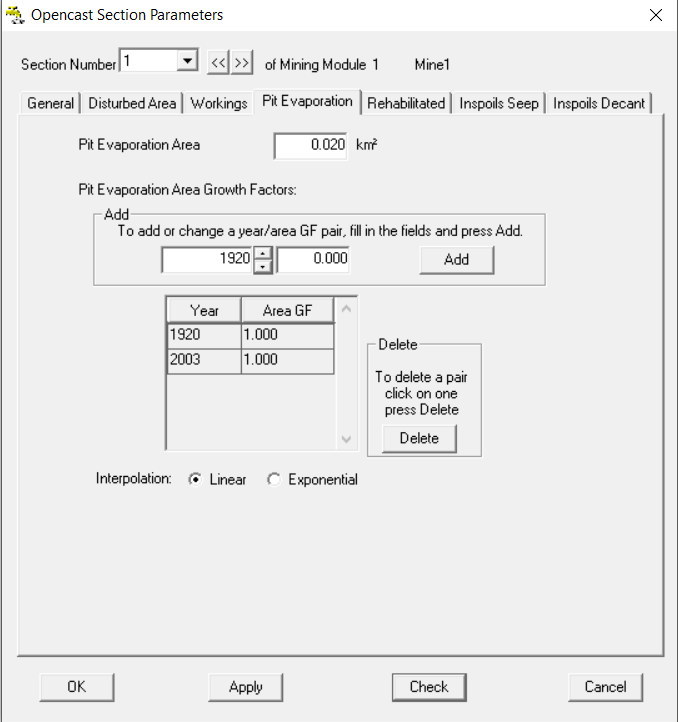 Opencast Section Parameters
Section Number 1 << >> of Mining Module 1 Mine1
General Disturbed Area Workings Pit Evaporation Rehabilitated Inspoils Seep Inspoils Decant
Pit Evaporation Area 0.020 km²
Pit Evaporation Area Growth Factors:
Add
To add or change a year/area GF pair, fill in the fields and press Add.
1920 0.000 Add
Year Area GF
1920 1.000
2003 1.000
Delete
To delete a pair
click on one
press Delete
Delete
Interpolation: Linear Exponential
OK Apply Check Cancel